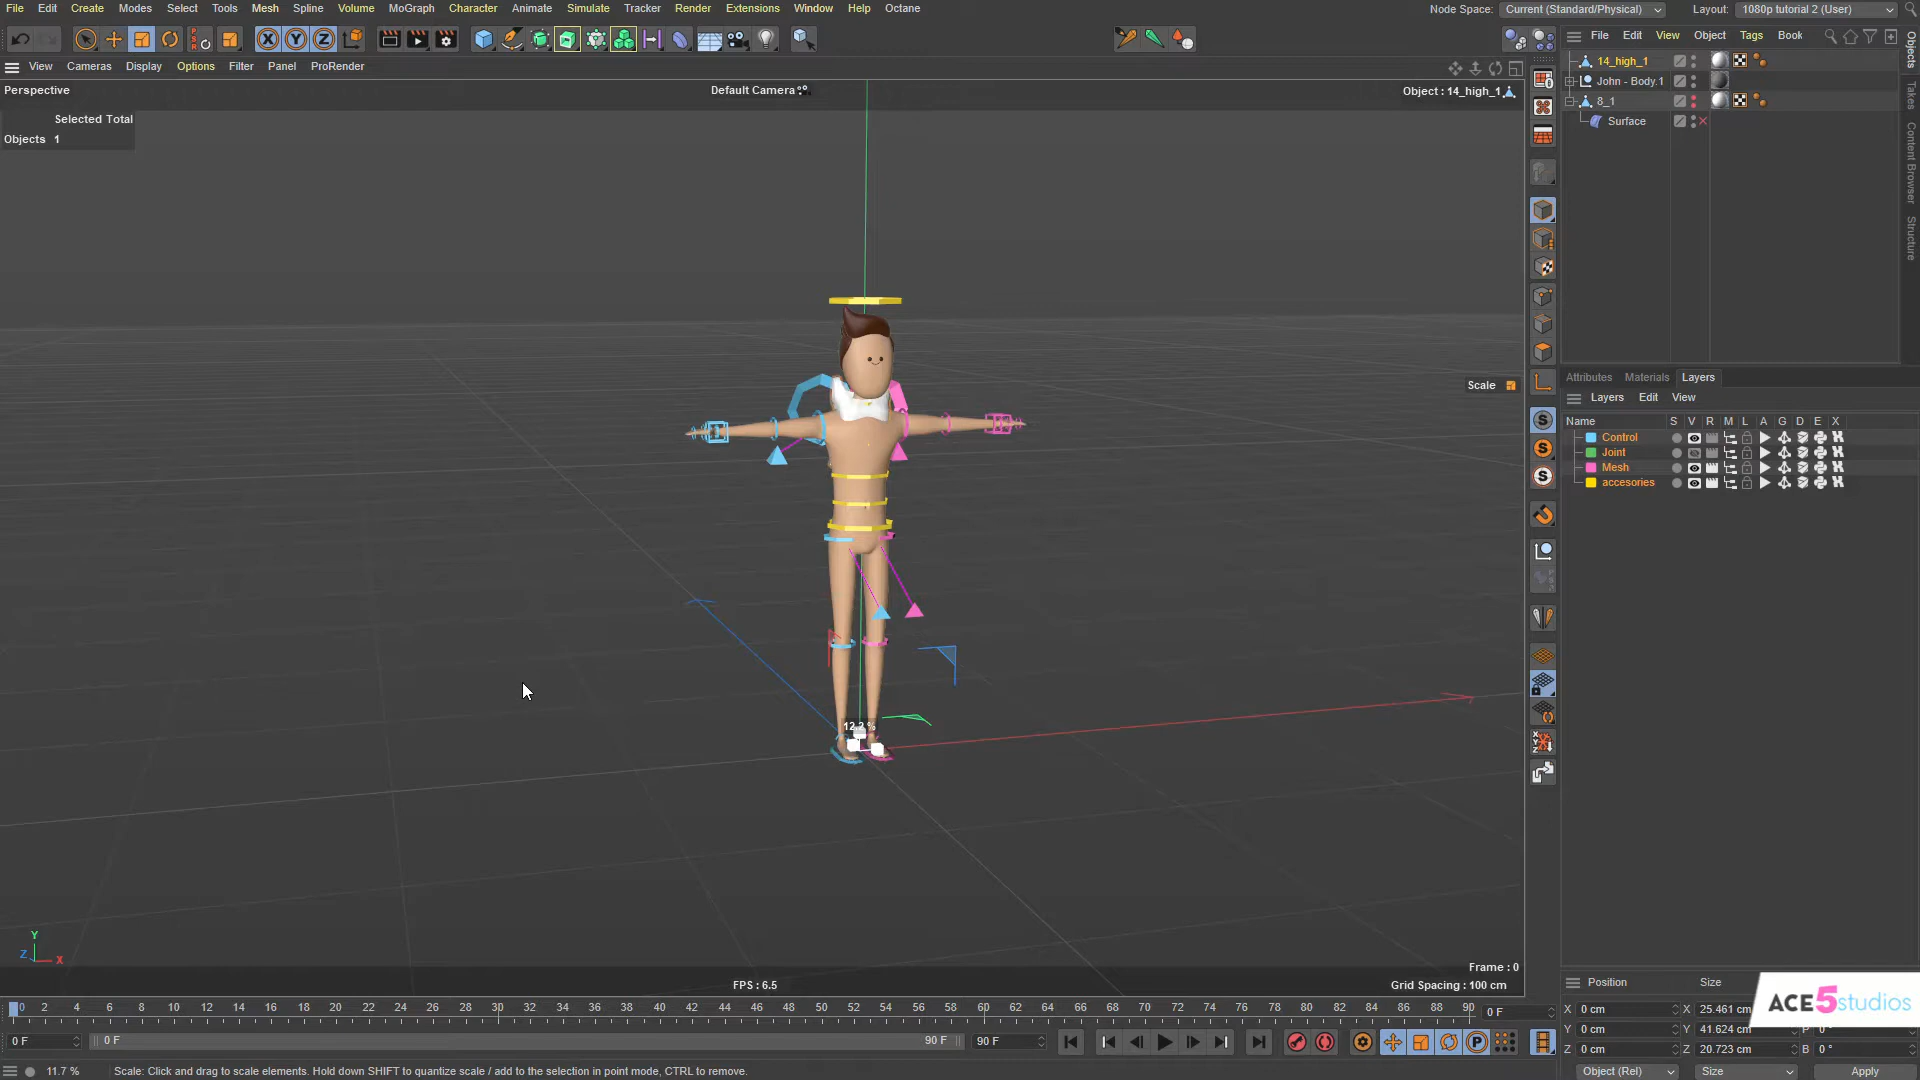 File Edit Create Modes Select Tools Mesh Spline Volume MoGraph Character Animate Simulate Tracker Render Extensions Window Help Octane
Node Space: Current (Standard/Physical) Layout: 1080p tutorial 2 (User)
X Y Z
File Edit View Object Tags Book
View Cameras Display Options Filter Panel ProRender
Perspective
Default Camera
Object : 14_high_1
Selected Total
Objects 1
14_high_1
John - Body.1
8_1
Surface
Objects
Takes
Content Browser
Structure
Scale
Attributes Materials Layers
Layers Edit View
Name S V R M L A G D E X
Control
Joint
Mesh
accesories
12.2 %
Y
Z X
Frame : 0
FPS : 6.5
Grid Spacing : 100 cm
0 2 4 6 8 10 12 14 16 18 20 22 24 26 28 30 32 34 36 38 40 42 44 46 48 50 52 54 56 58 60 62 64 66 68 70 72 74 76 78 80 82 84 86 88 90 0 F
0 F 0 F 90 F 90 F
Position Size
ACE5studios
X 0 cm X 25.461 cm
Y 0 cm Y 41.624 cm P 0 °
Z 0 cm Z 20.723 cm B 0 °
Object (Rel) Size Apply
11.7 % Scale: Click and drag to scale elements. Hold down SHIFT to quantize scale / add to the selection in point mode, CTRL to remove.